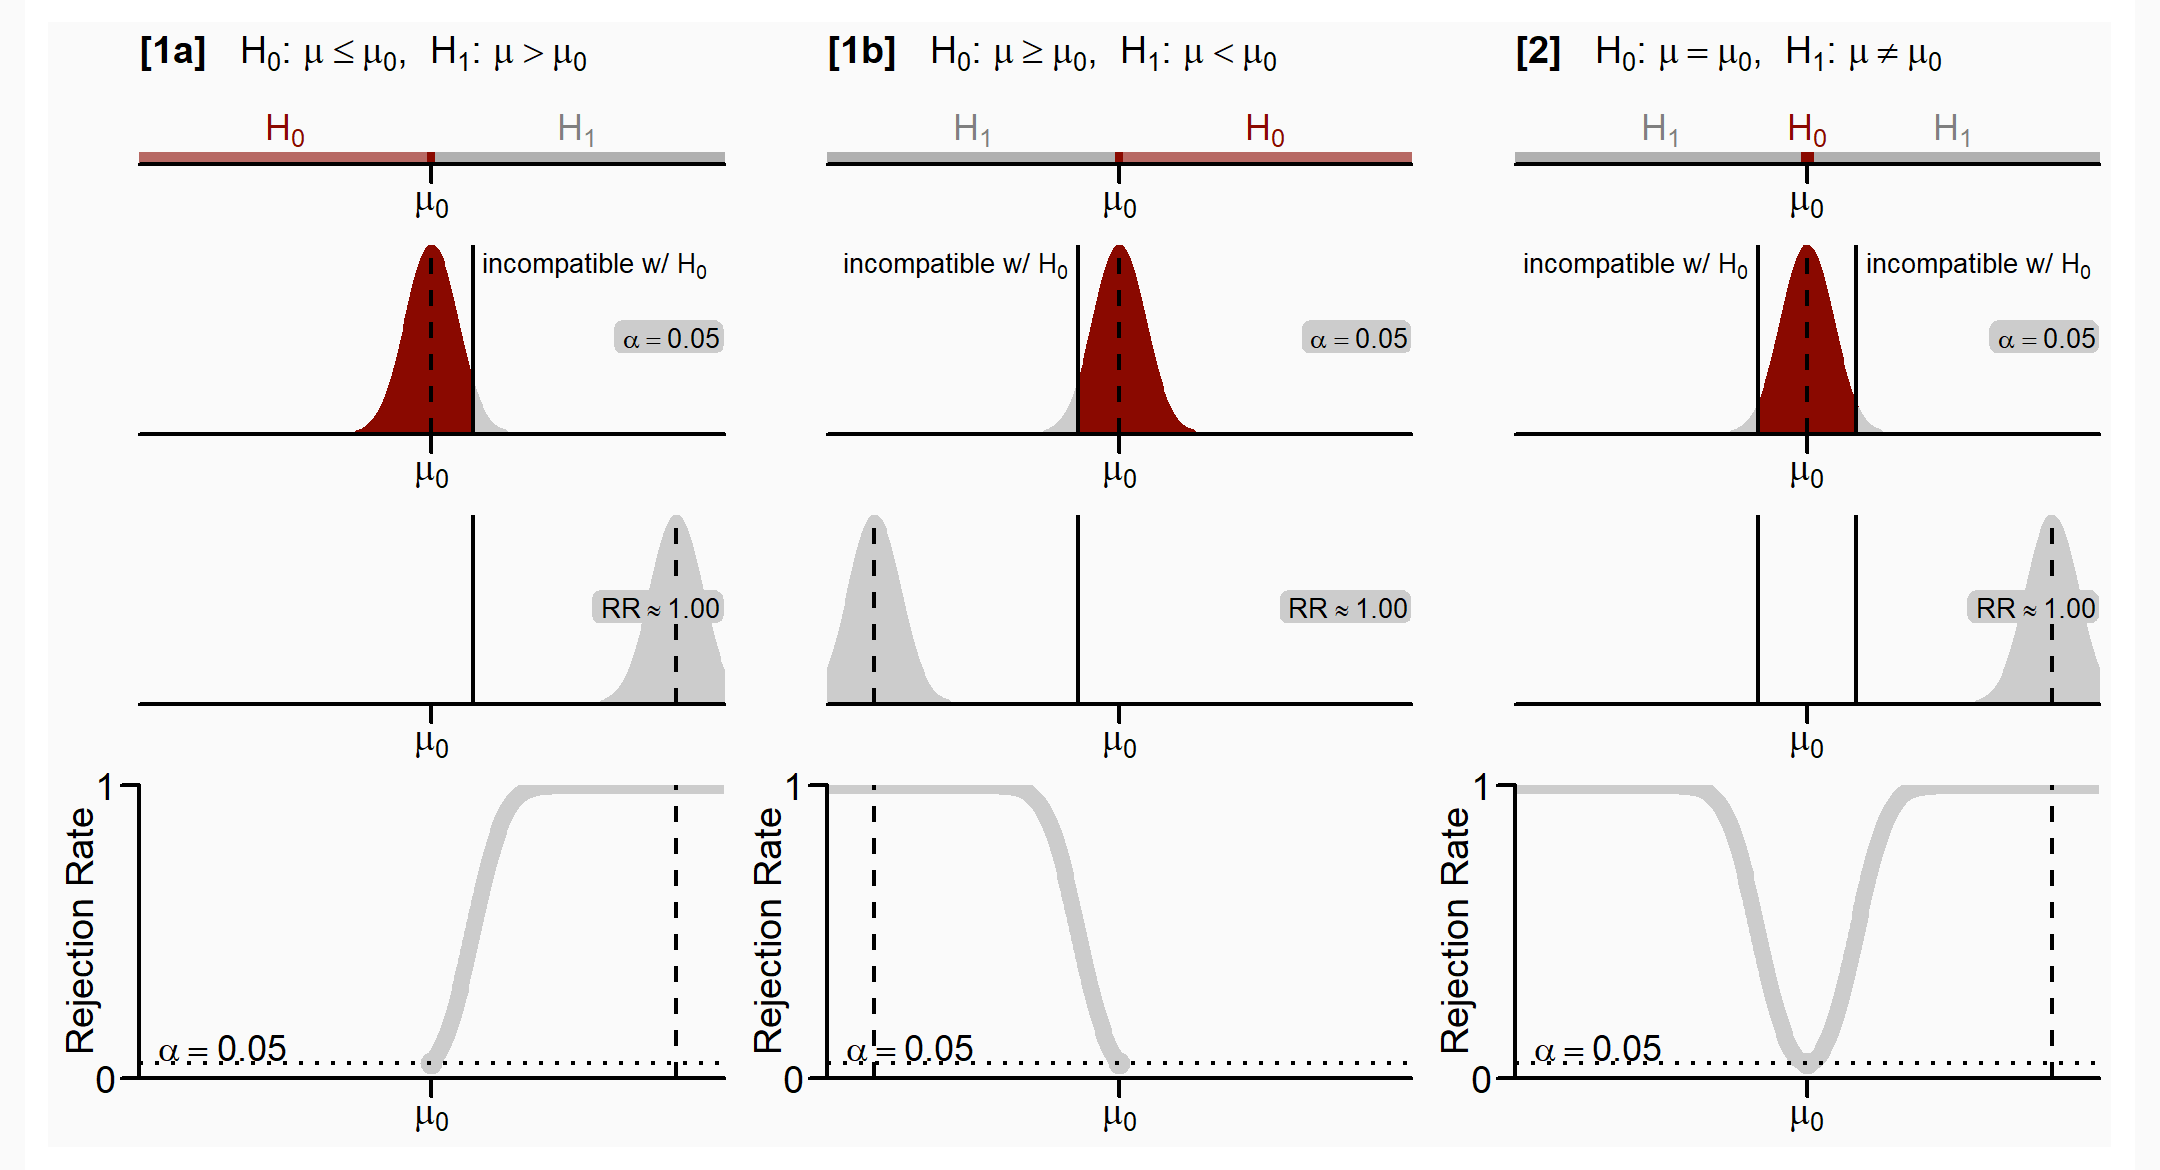 [1a] H₀: μ ≤ μ₀, H₁: μ > μ₀
H₀ H₁
μ₀
incompatible w/ H₀
α = 0.05
μ₀
RR ≈ 1.00
μ₀
Rejection Rate
1
α = 0.05
0
μ₀
[1b] H₀: μ ≥ μ₀, H₁: μ < μ₀
H₁ H₀
μ₀
incompatible w/ H₀
α = 0.05
μ₀
RR ≈ 1.00
μ₀
Rejection Rate
1
α = 0.05
0
μ₀
[2] H₀: μ = μ₀, H₁: μ ≠ μ₀
H₁ H₀ H₁
μ₀
incompatible w/ H₀ incompatible w/ H₀
α = 0.05
μ₀
RR ≈ 1.00
μ₀
Rejection Rate
1
α = 0.05
0
μ₀